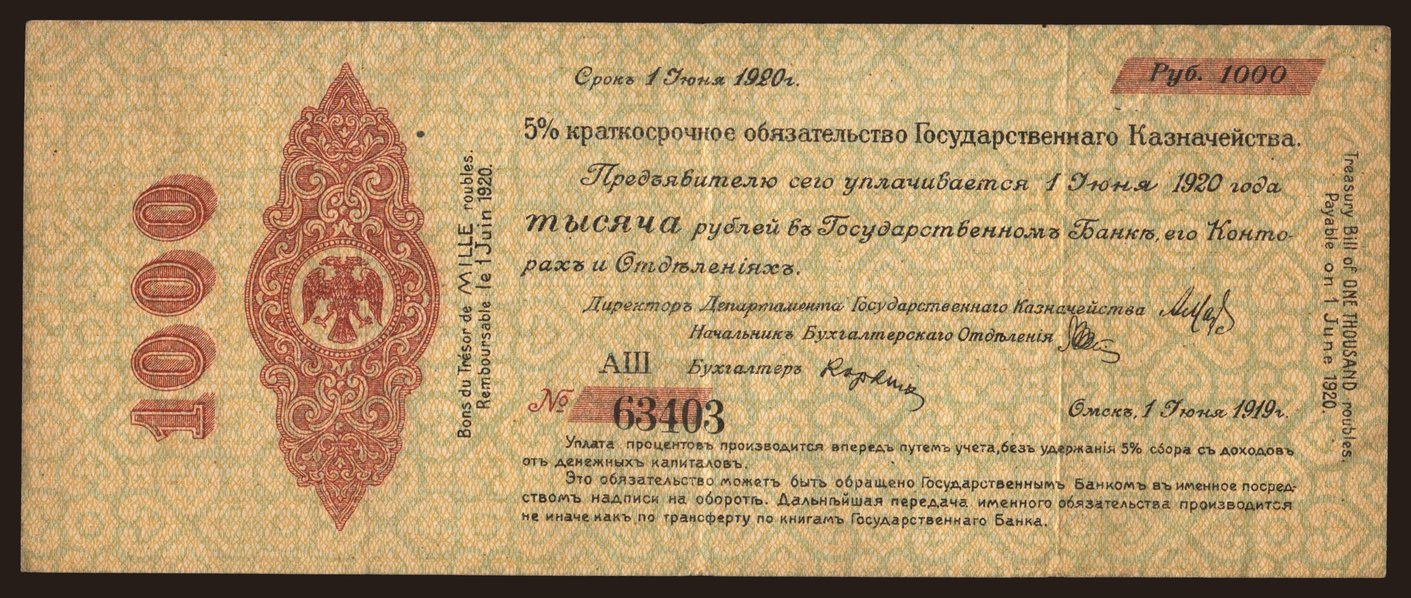 Срокъ 1 Июня 1920г.
Руб. 1000
5% краткосрочное обязательство Государственнаго Казначейства.
Предъявителю сего уплачивается 1 Июня 1920 года
тысяча рублей въ Государственномъ Банкѣ, его Конто-
рахъ и Отдѣленіяхъ.
Директоръ Департамента Государственнаго Казначейства
Начальникъ Бухгалтерскаго Отдѣленія
АШ Бухгалтеръ
№ 63403
Омскъ, 1 Июня 1919г.
Уплата процентовъ производится впередъ путемъ учета, безъ удержанія 5% сбора съ доходовъ
отъ денежныхъ капиталовъ.
Это обязательство можетъ быть обращено Государственнымъ Банкомъ въ именное посред-
ствомъ надписи на оборотѣ. Дальнѣйшая передача именного обязательства производится
не иначе какъ по трансферту по книгамъ Государственнаго Банка.
1000
Bons du Trésor de MILLE roubles.
Remboursable le 1 Juin 1920.
Treasury Bill of ONE THOUSAND roubles.
Payable on 1 June 1920.